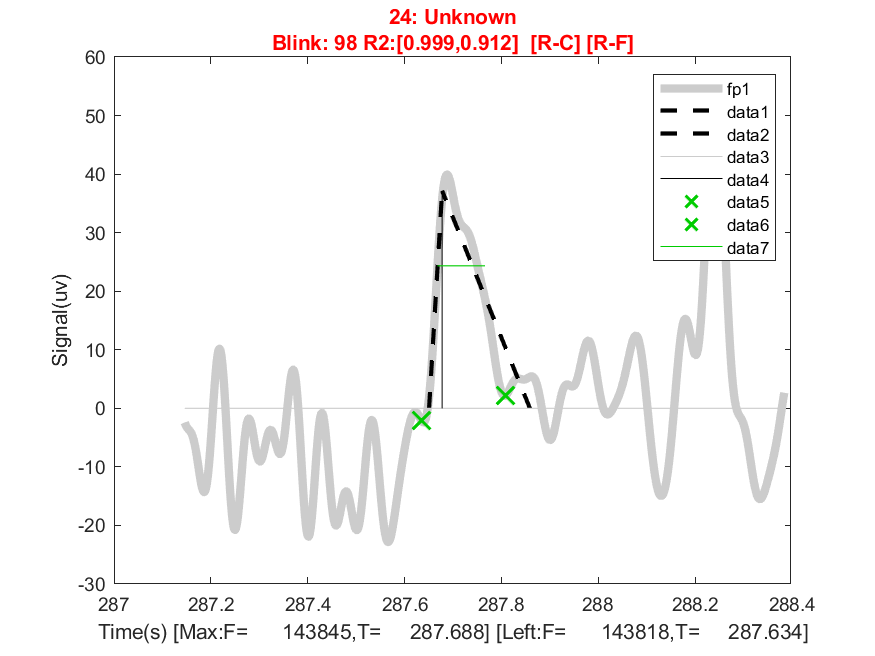 24: Unknown
Blink: 98 R2:[0.999,0.912] [R-C] [R-F]
60
50
40
30
20
10
0
-10
-20
-30
Signal(uv)
fp1
data1
data2
data3
data4
data5
data6
data7
287
287.2
287.4
287.6
287.8
288
288.2
288.4
Time(s) [Max:F= 143845,T= 287.688] [Left:F= 143818,T= 287.634]